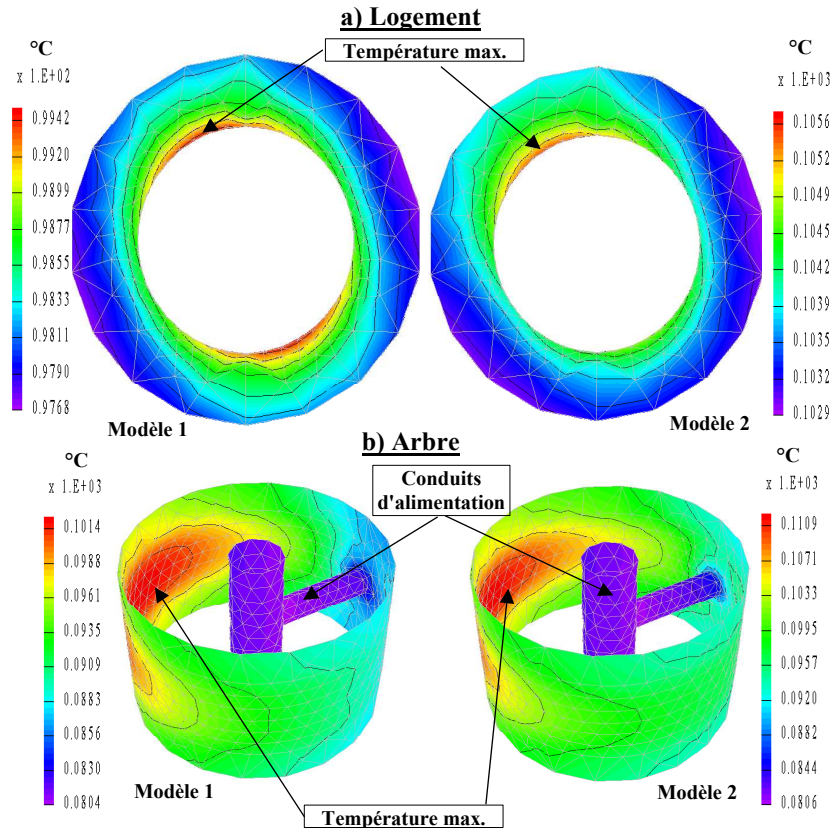 a) Logement
Température max.
°C
x 1.E+02
0.9942
0.9920
0.9899
0.9877
0.9855
0.9833
0.9811
0.9790
0.9768
Modèle 1
°C
x 1.E+03
0.1056
0.1052
0.1049
0.1045
0.1042
0.1039
0.1035
0.1032
0.1029
Modèle 2
b) Arbre
Conduits
d'alimentation
°C
x 1.E+03
0.1014
0.0988
0.0961
0.0935
0.0909
0.0883
0.0856
0.0830
0.0804
Modèle 1
°C
x 1.E+03
0.1109
0.1071
0.1033
0.0995
0.0957
0.0920
0.0882
0.0844
0.0806
Modèle 2
Température max.